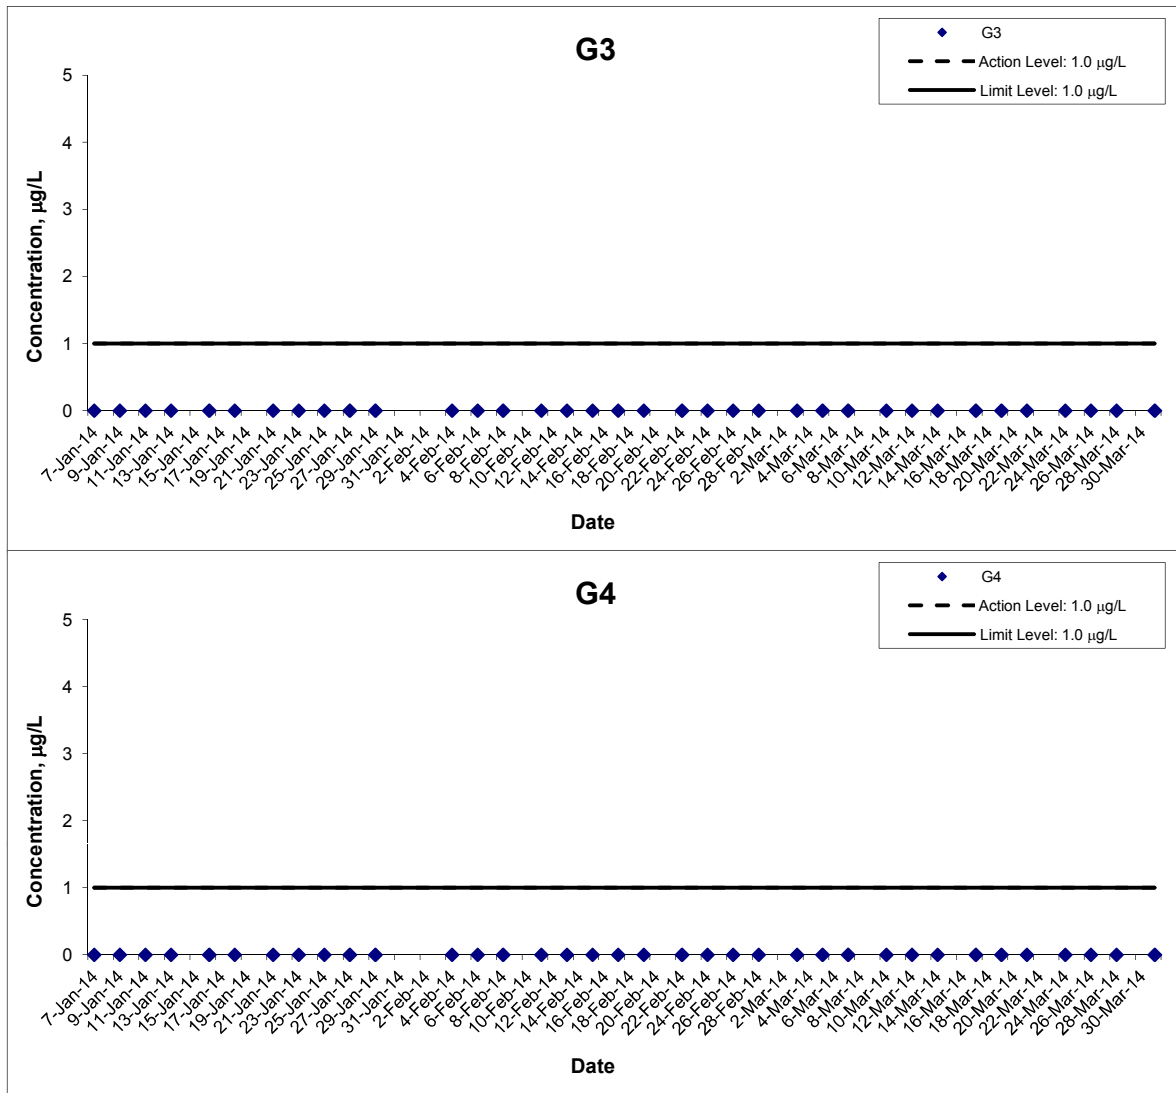 G3
G3
Action Level: 1.0 µg/L
Limit Level: 1.0 µg/L
5
4
3
2
1
0
Concentration, µg/L
7-Jan-14
9-Jan-14
11-Jan-14
13-Jan-14
15-Jan-14
17-Jan-14
19-Jan-14
21-Jan-14
23-Jan-14
25-Jan-14
27-Jan-14
29-Jan-14
31-Jan-14
2-Feb-14
4-Feb-14
6-Feb-14
8-Feb-14
10-Feb-14
12-Feb-14
14-Feb-14
16-Feb-14
18-Feb-14
20-Feb-14
22-Feb-14
24-Feb-14
26-Feb-14
28-Feb-14
2-Mar-14
4-Mar-14
6-Mar-14
8-Mar-14
10-Mar-14
12-Mar-14
14-Mar-14
16-Mar-14
18-Mar-14
20-Mar-14
22-Mar-14
24-Mar-14
26-Mar-14
28-Mar-14
30-Mar-14
Date
G4
G4
Action Level: 1.0 µg/L
Limit Level: 1.0 µg/L
5
4
3
2
1
0
Concentration, µg/L
7-Jan-14
9-Jan-14
11-Jan-14
13-Jan-14
15-Jan-14
17-Jan-14
19-Jan-14
21-Jan-14
23-Jan-14
25-Jan-14
27-Jan-14
29-Jan-14
31-Jan-14
2-Feb-14
4-Feb-14
6-Feb-14
8-Feb-14
10-Feb-14
12-Feb-14
14-Feb-14
16-Feb-14
18-Feb-14
20-Feb-14
22-Feb-14
24-Feb-14
26-Feb-14
28-Feb-14
2-Mar-14
4-Mar-14
6-Mar-14
8-Mar-14
10-Mar-14
12-Mar-14
14-Mar-14
16-Mar-14
18-Mar-14
20-Mar-14
22-Mar-14
24-Mar-14
26-Mar-14
28-Mar-14
30-Mar-14
Date